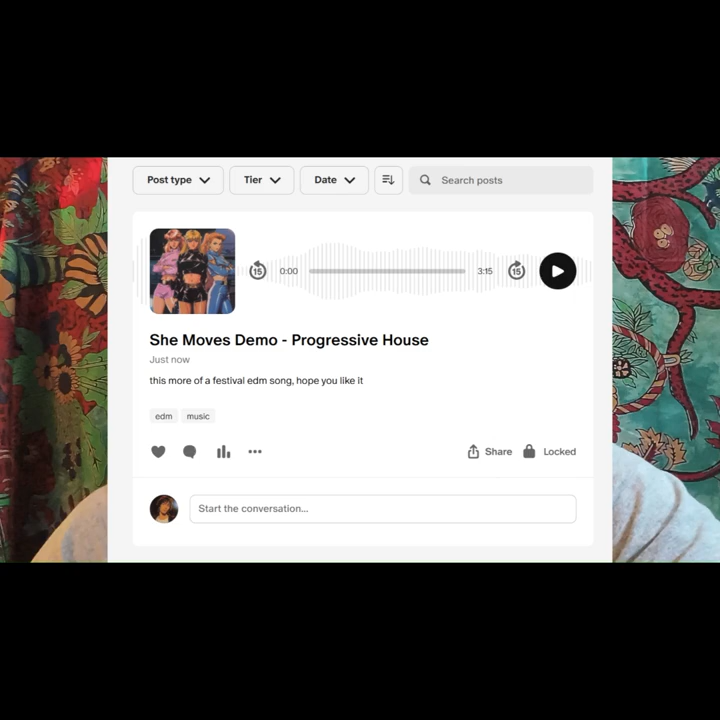 Post type Tier Date Search posts
15 0:00 3:15 15
She Moves Demo - Progressive House
Just now
this more of a festival edm song, hope you like it
edm music
Share Locked
Start the conversation...